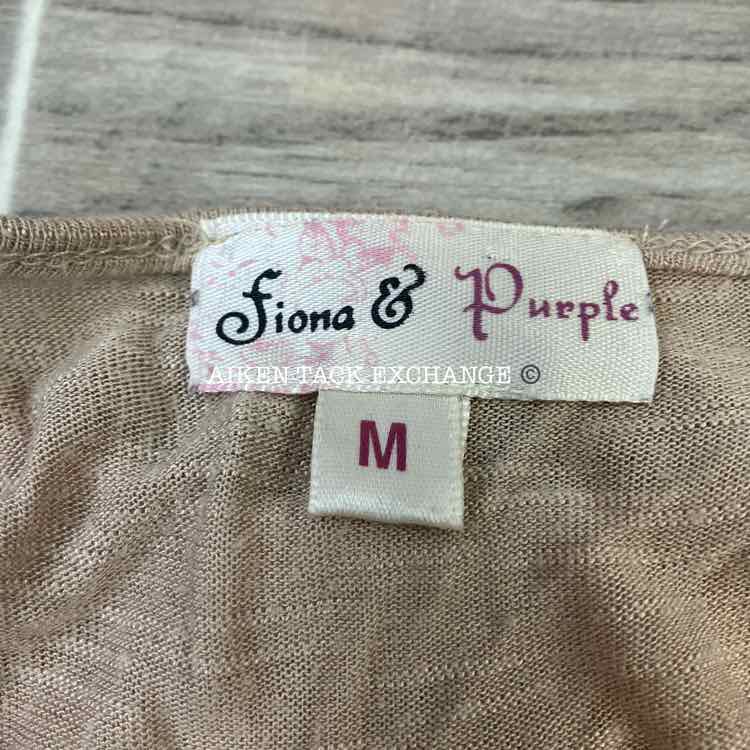 Fiona & Purple
AIKEN TACK EXCHANGE ©
M